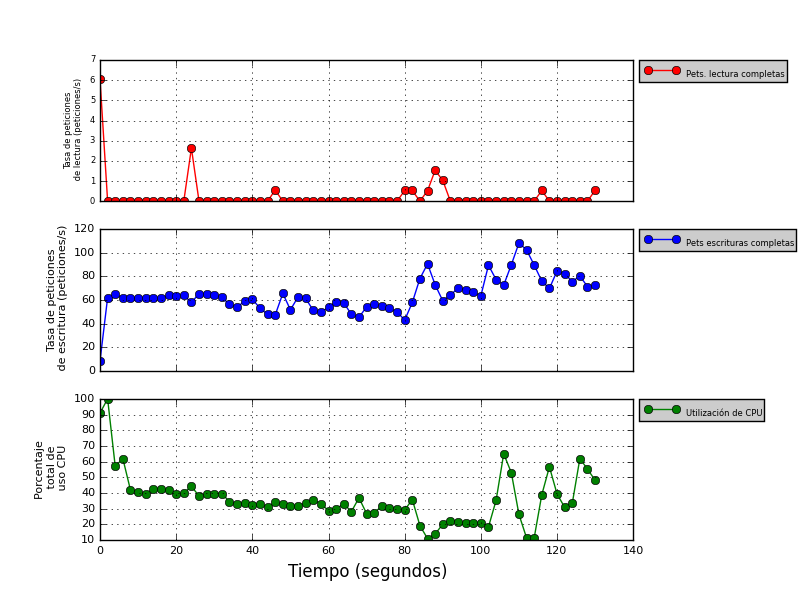 7
6
5
4
3
2
1
0
Tasa de peticiones
de lectura (peticiones/s)
Pets. lectura completas
120
100
80
60
40
20
0
Tasa de peticiones
de escritura (peticiones/s)
Pets escrituras completas
100
90
80
70
60
50
40
30
20
10
Porcentaje
total de
uso CPU
Utilización de CPU
0 20 40 60 80 100 120 140
Tiempo (segundos)